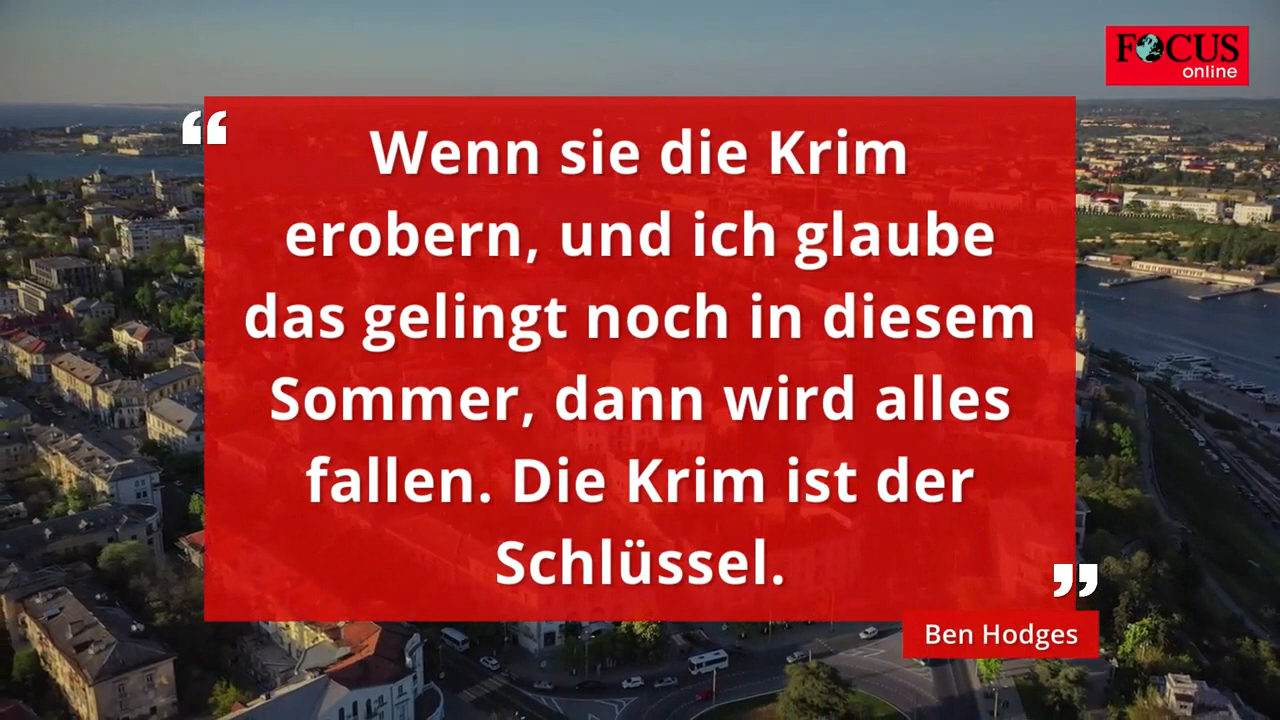 FOCUS
online
“
Wenn sie die Krim
erobern, und ich glaube
das gelingt noch in diesem
Sommer, dann wird alles
fallen. Die Krim ist der
Schlüssel.
”
Ben Hodges